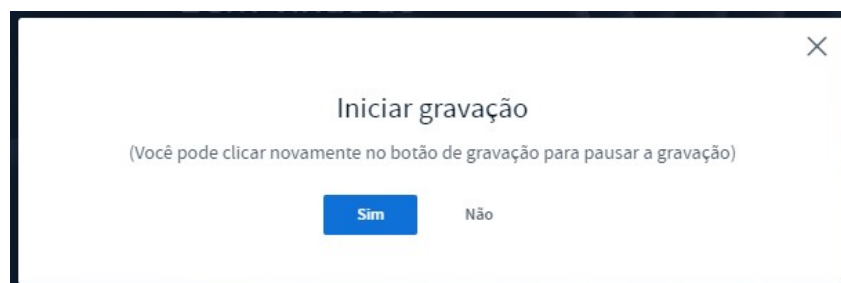 Iniciar gravação
(Você pode clicar novamente no botão de gravação para pausar a gravação)
Sim Não